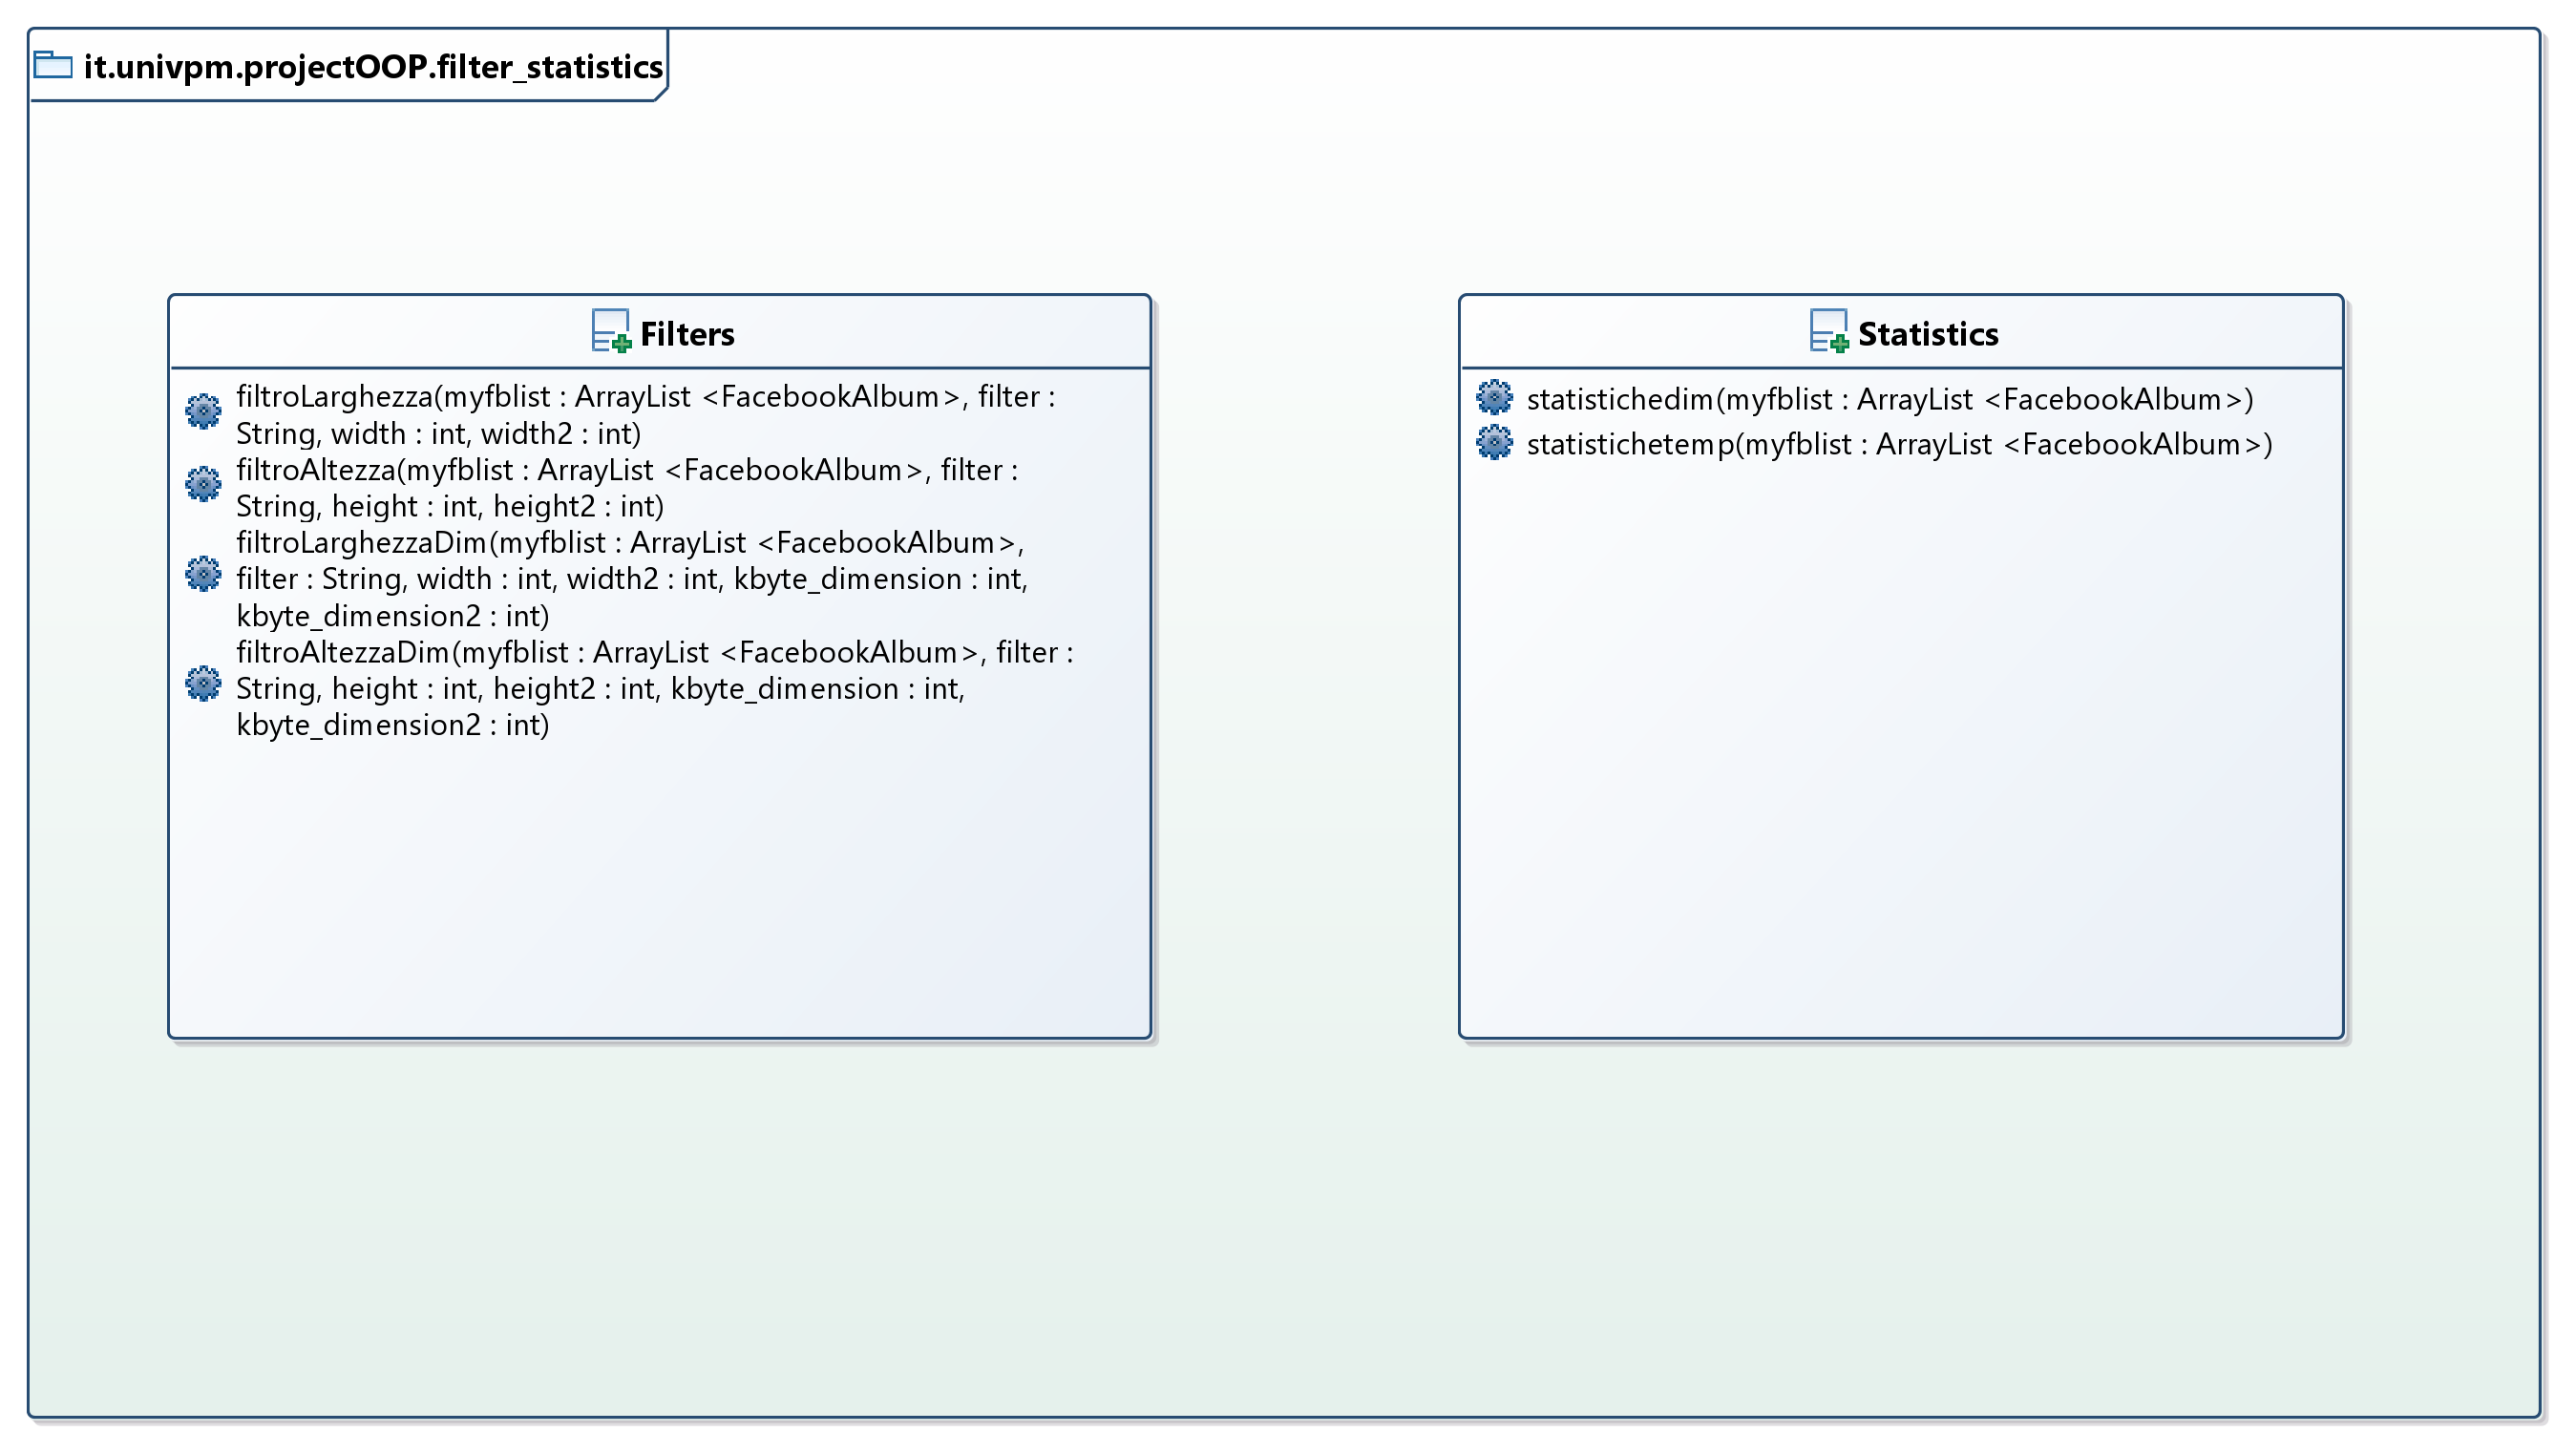 it.univpm.projectOOP.filter_statistics
Filters
filtroLarghezza(myfblist : ArrayList <FacebookAlbum>, filter :
String, width : int, width2 : int)
filtroAltezza(myfblist : ArrayList <FacebookAlbum>, filter :
String, height : int, height2 : int)
filtroLarghezzaDim(myfblist : ArrayList <FacebookAlbum>,
filter : String, width : int, width2 : int, kbyte_dimension : int,
kbyte_dimension2 : int)
filtroAltezzaDim(myfblist : ArrayList <FacebookAlbum>, filter :
String, height : int, height2 : int, kbyte_dimension : int,
kbyte_dimension2 : int)
Statistics
statistichedim(myfblist : ArrayList <FacebookAlbum>)
statistichetemp(myfblist : ArrayList <FacebookAlbum>)